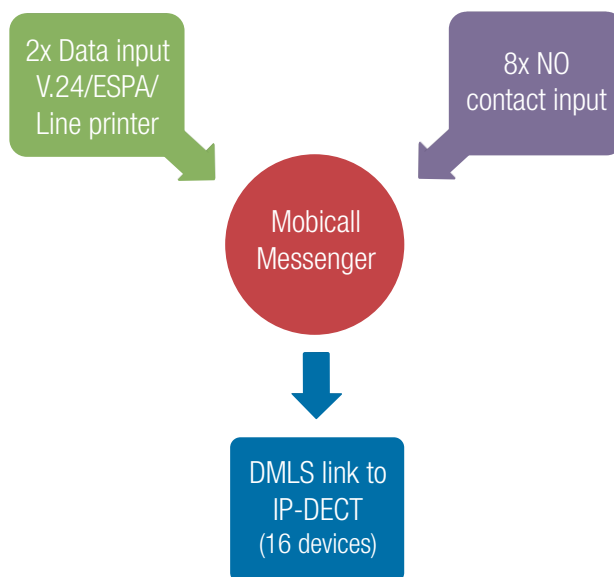 2x Data input
V.24/ESPA/
Line printer
8x NO
contact input
Mobicall
Messenger
DMLS link to
IP-DECT
(16 devices)